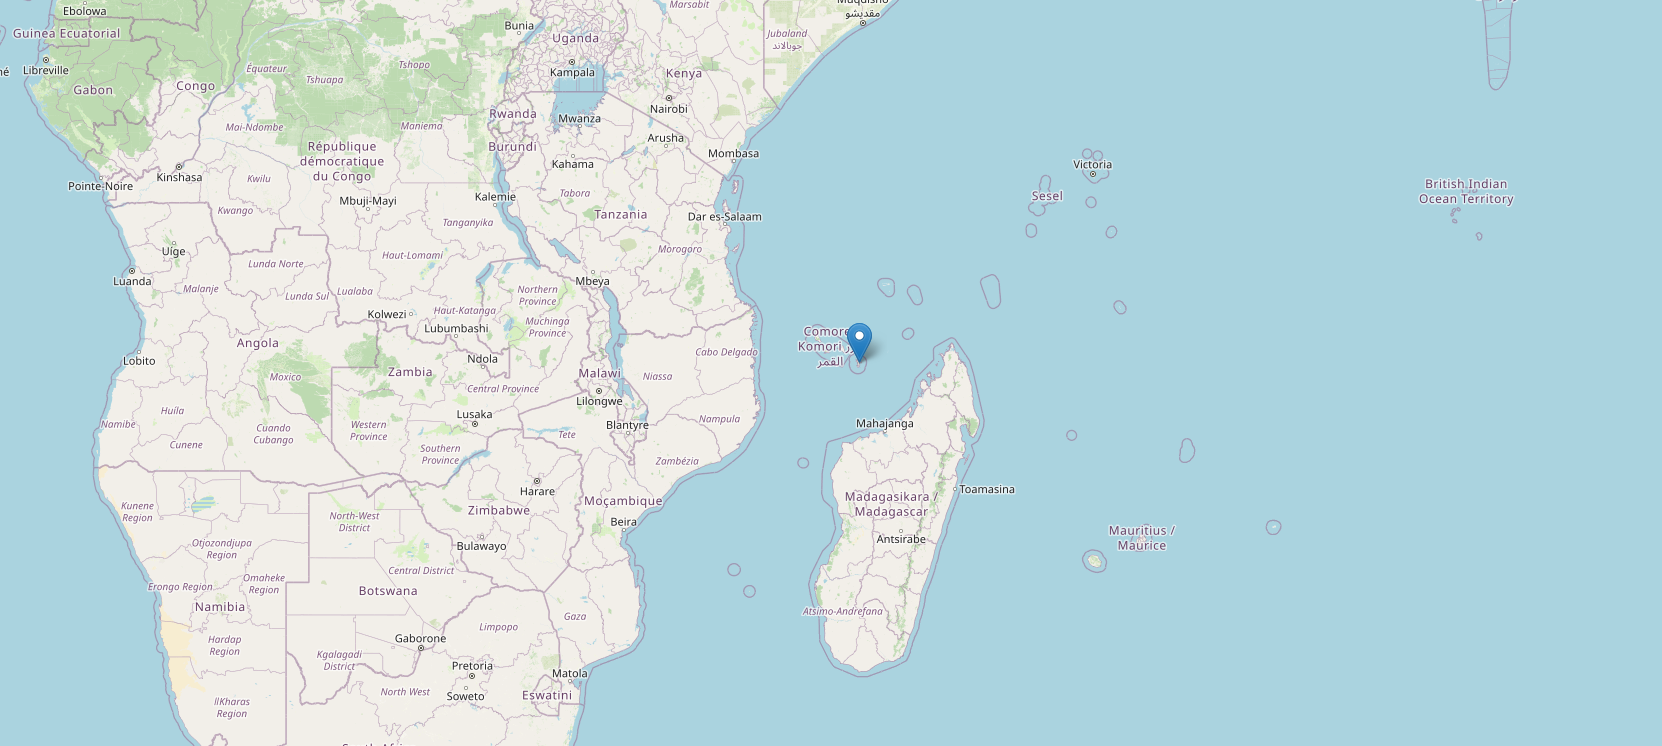 Ebolowa
Guinea Ecuatorial
Libreville
Gabon
Congo
Équateur
Tshuapa
Tshopo
Bunia
Uganda
Kampala
Marsabit
Jubaland
جوبالاند
مقديشو
Kenya
Nairobi
Rwanda
Mwanza
Mai-Ndombe
Maniema
Burundi
Arusha
Mombasa
République
démocratique
du Congo
Kahama
Victoria
Pointe-Noire
Kinshasa
Kwilu
Mbuji-Mayi
Kalemie
Tabora
Sesel
British Indian
Ocean Territory
Kwango
Tanganyika
Tanzania
Dar es-Salaam
Uíge
Lunda Norte
Haut-Lomami
Morogoro
Luanda
Malanje
Lunda Sul
Lualaba
Mbeya
Northern
Province
Kolwezi
Haut-Katanga
Lubumbashi
Muchinga
Province
Comore
Komori
القمر
Angola
Lobito
Ndola
Cabo Delgado
Moxico
Zambia
Malawi
Niassa
Central Province
Lilongwe
Huíla
Namibe
Lusaka
Nampula
Cuando
Cubango
Western
Province
Blantyre
Tete
Mahajanga
Cunene
Southern
Province
Zambézia
Harare
Kunene
Region
Zimbabwe
Moçambique
Madagasikara /
Madagascar
Toamasina
North-West
District
Beira
Otjozondjupa
Region
Bulawayo
Antsirabe
Mauritius /
Maurice
Erongo Region
Omaheke
Region
Central District
Botswana
Namibia
Gaza
Atsimo-Andrefana
Limpopo
Hardap
Region
Gaborone
Kgalagadi
District
Pretoria
Matola
North West
Soweto
Eswatini
ǁKharas
Region